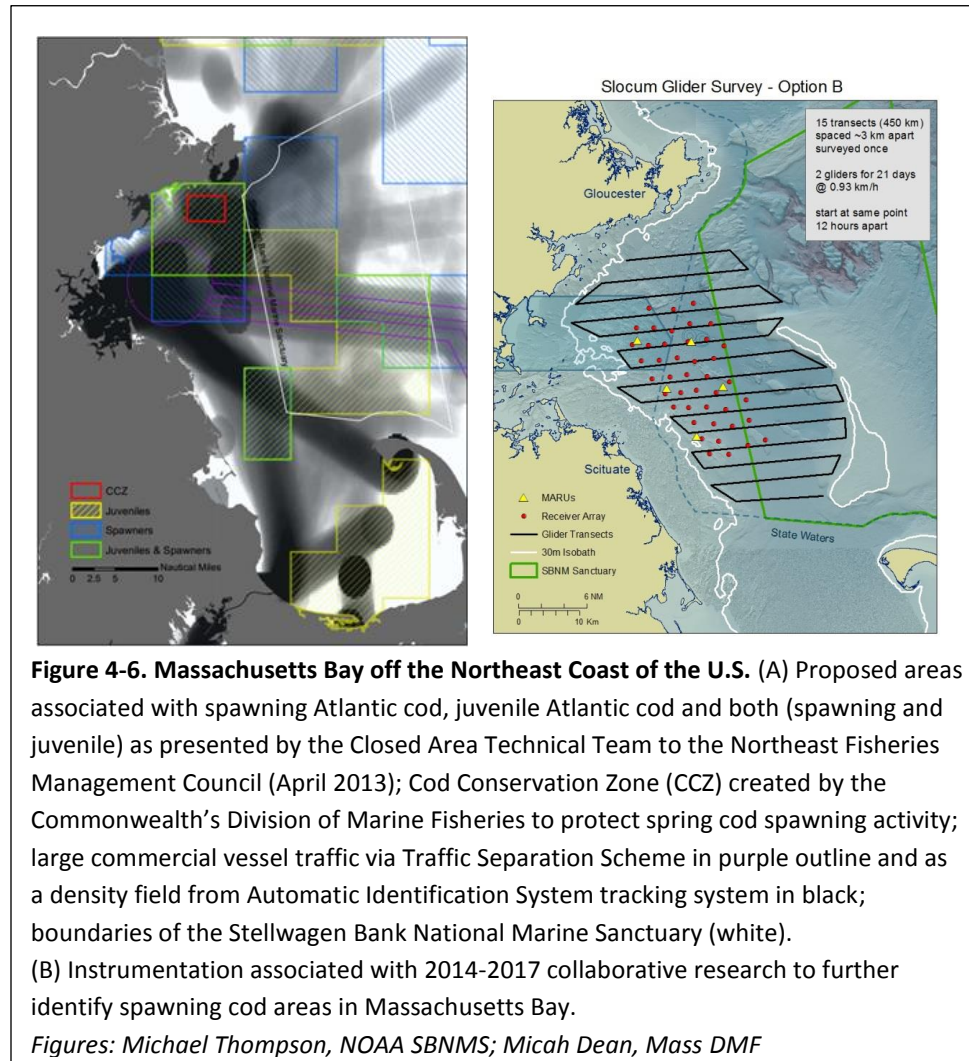 Stellwagen Bank National Marine Sanctuary
CCZ
Juveniles
Spawners
Juveniles & Spawners
Nautical Miles
0 2.5 5 10
Slocum Glider Survey - Option B
15 transects (450 km)
spaced ~3 km apart
surveyed once
2 gliders for 21 days
@ 0.93 km/h
start at same point
12 hours apart
Gloucester
Scituate
State Waters
MARUs
Receiver Array
Glider Transects
30m Isobath
SBNM Sanctuary
0 6 NM
0 10 Km
Figure 4-6. Massachusetts Bay off the Northeast Coast of the U.S. (A) Proposed areas
associated with spawning Atlantic cod, juvenile Atlantic cod and both (spawning and
juvenile) as presented by the Closed Area Technical Team to the Northeast Fisheries
Management Council (April 2013); Cod Conservation Zone (CCZ) created by the
Commonwealth’s Division of Marine Fisheries to protect spring cod spawning activity;
large commercial vessel traffic via Traffic Separation Scheme in purple outline and as
a density field from Automatic Identification System tracking system in black;
boundaries of the Stellwagen Bank National Marine Sanctuary (white).
(B) Instrumentation associated with 2014-2017 collaborative research to further
identify spawning cod areas in Massachusetts Bay.
Figures: Michael Thompson, NOAA SBNMS; Micah Dean, Mass DMF